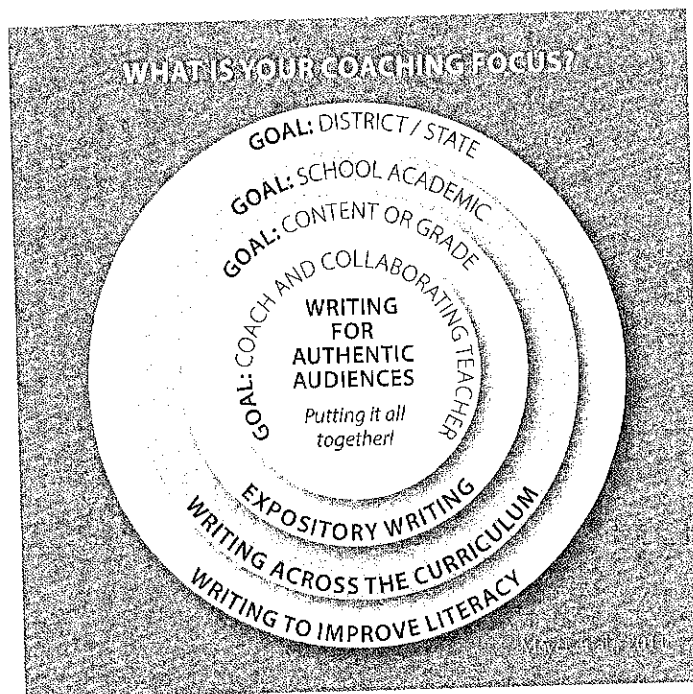 WHAT IS YOUR COACHING FOCUS?
GOAL: DISTRICT / STATE
GOAL: SCHOOL ACADEMIC
GOAL: CONTENT OR GRADE
GOAL: COACH AND COLLABORATING TEACHER
WRITING
FOR
AUTHENTIC
AUDIENCES
Putting it all
together!
EXPOSITORY WRITING
WRITING ACROSS THE CURRICULUM
WRITING TO IMPROVE LITERACY